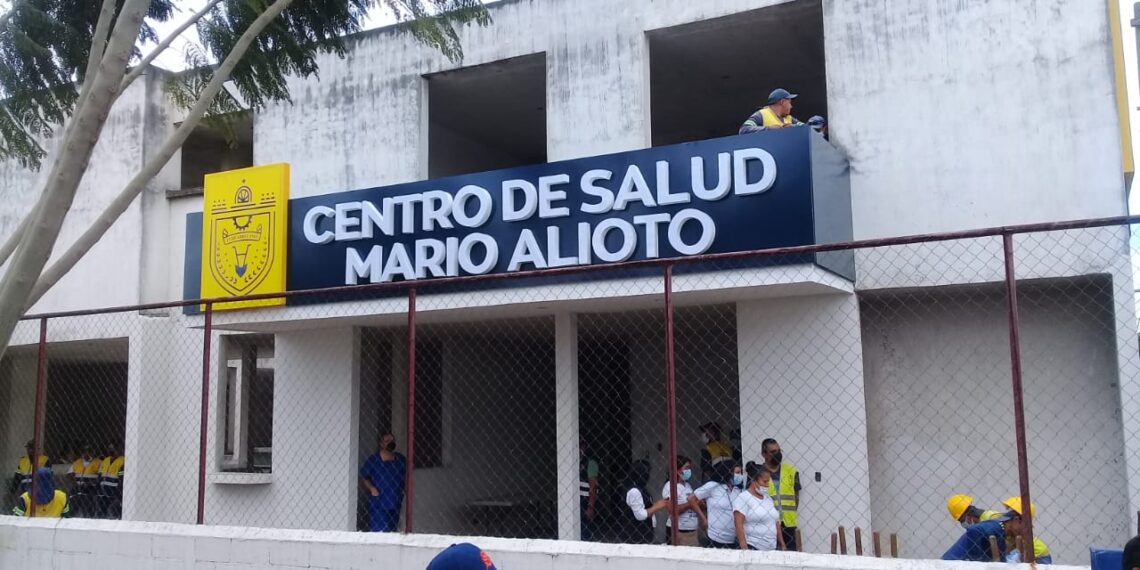 CENTRO DE SALUD
MARIO ALIOTO